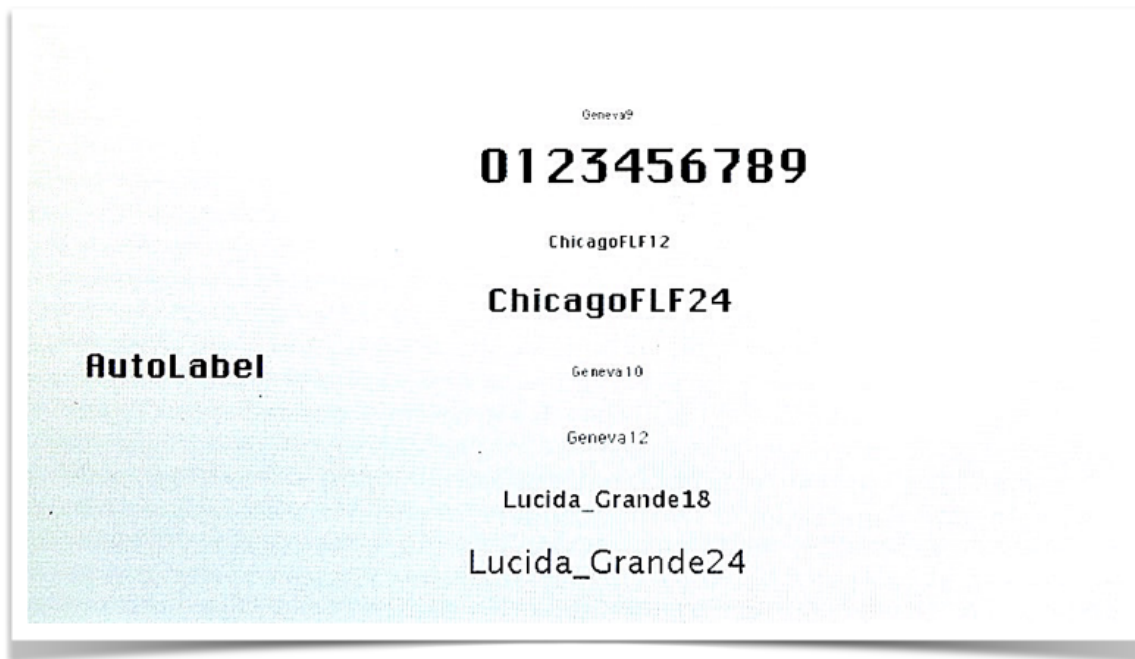 Geneva9
0123456789
ChicagoFLF12
ChicagoFLF24
AutoLabel
Geneva10
Geneva12
Lucida_Grande18
Lucida_Grande24